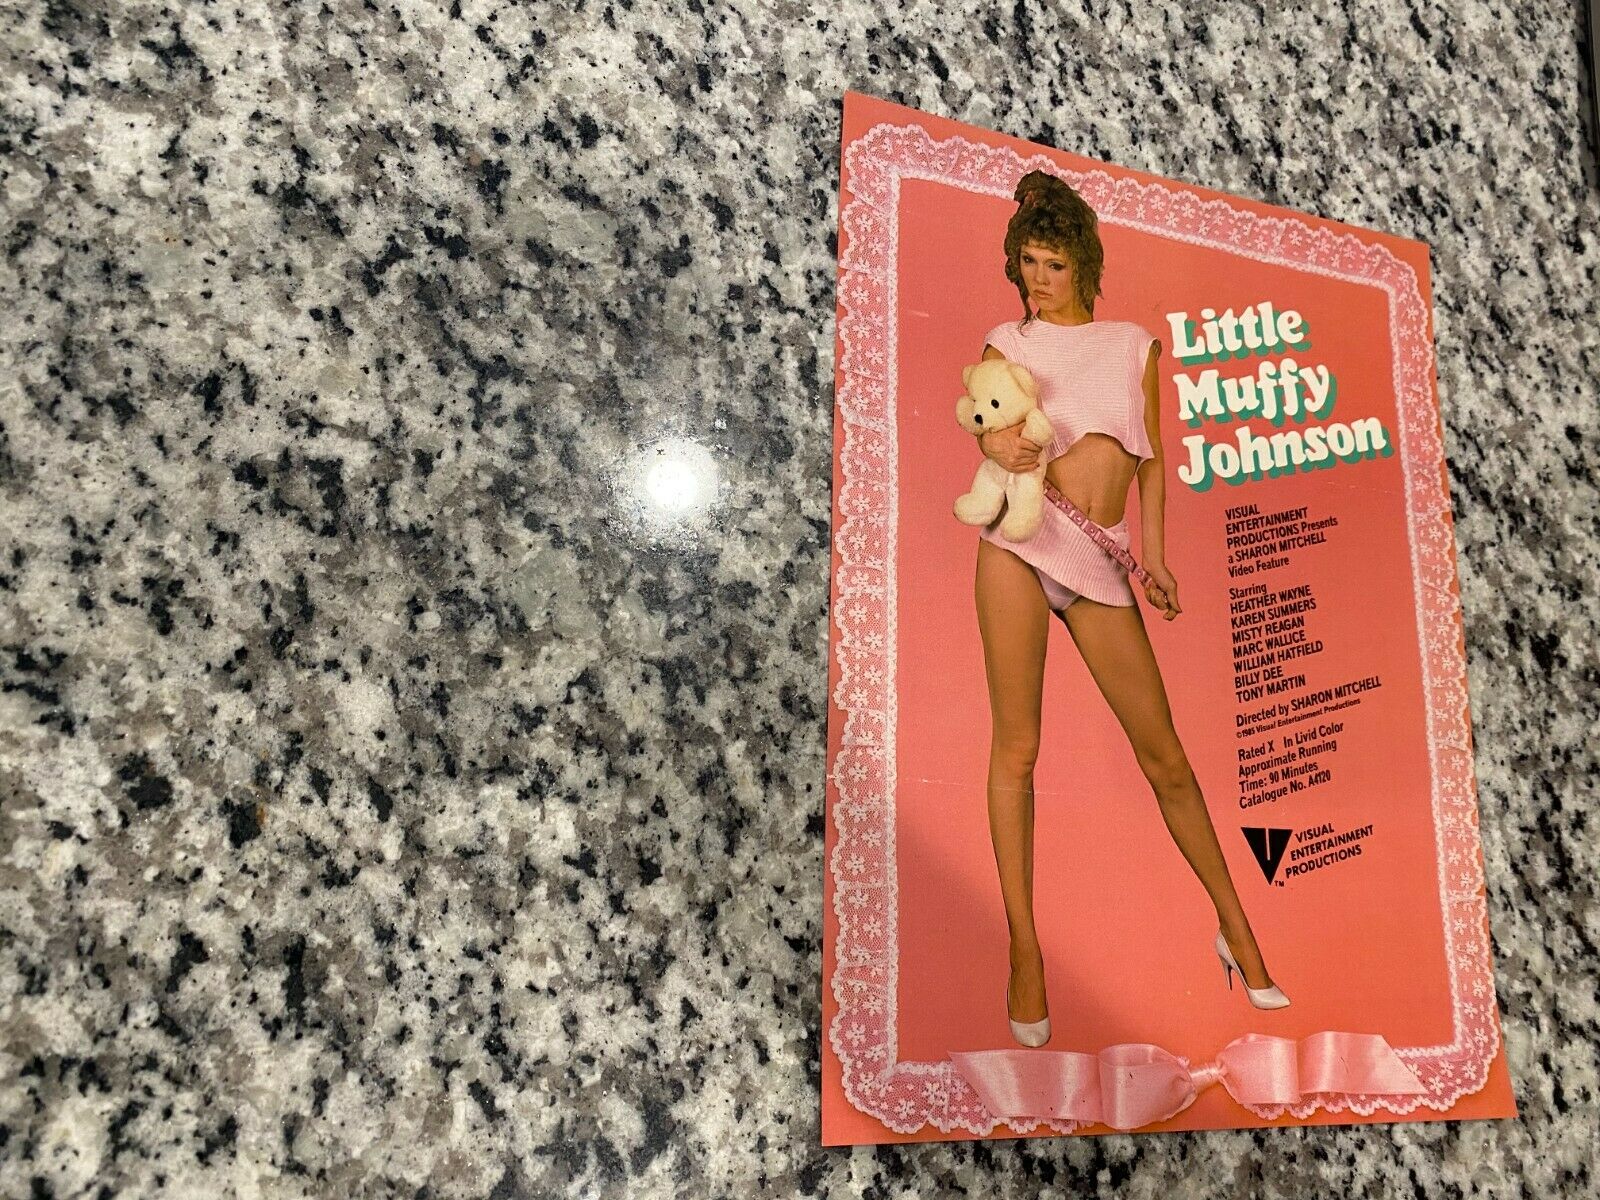 Little
Muffy
Johnson
VISUAL
ENTERTAINMENT
PRODUCTIONS Presents
a SHARON MITCHELL
Video Feature
Starring
HEATHER WAYNE
KAREN SUMMERS
MISTY REAGAN
MARC WALLICE
WILLIAM HATFIELD
BILLY DEE
TONY MARTIN
Directed by SHARON MITCHELL
©1985 Visual Entertainment Productions
Rated X In Livid Color
Approximate Running
Time: 90 Minutes
Catalogue No. A4120
VISUAL
ENTERTAINMENT
PRODUCTIONS
TM